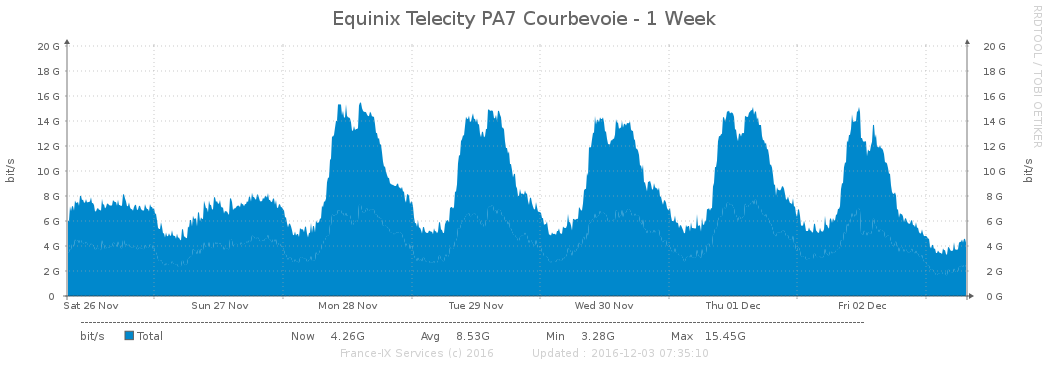 Equinix Telecity PA7 Courbevoie - 1 Week
RRDTOOL / TOBI OETIKER
bit/s
bit/s
20 G 20 G
18 G 18 G
16 G 16 G
14 G 14 G
12 G 12 G
10 G 10 G
8 G 8 G
6 G 6 G
4 G 4 G
2 G 2 G
0 0 G
Sat 26 Nov Sun 27 Nov Mon 28 Nov Tue 29 Nov Wed 30 Nov Thu 01 Dec Fri 02 Dec
bit/s Total Now 4.26G Avg 8.53G Min 3.28G Max 15.45G
France-IX Services (c) 2016 Updated : 2016-12-03 07:35:10